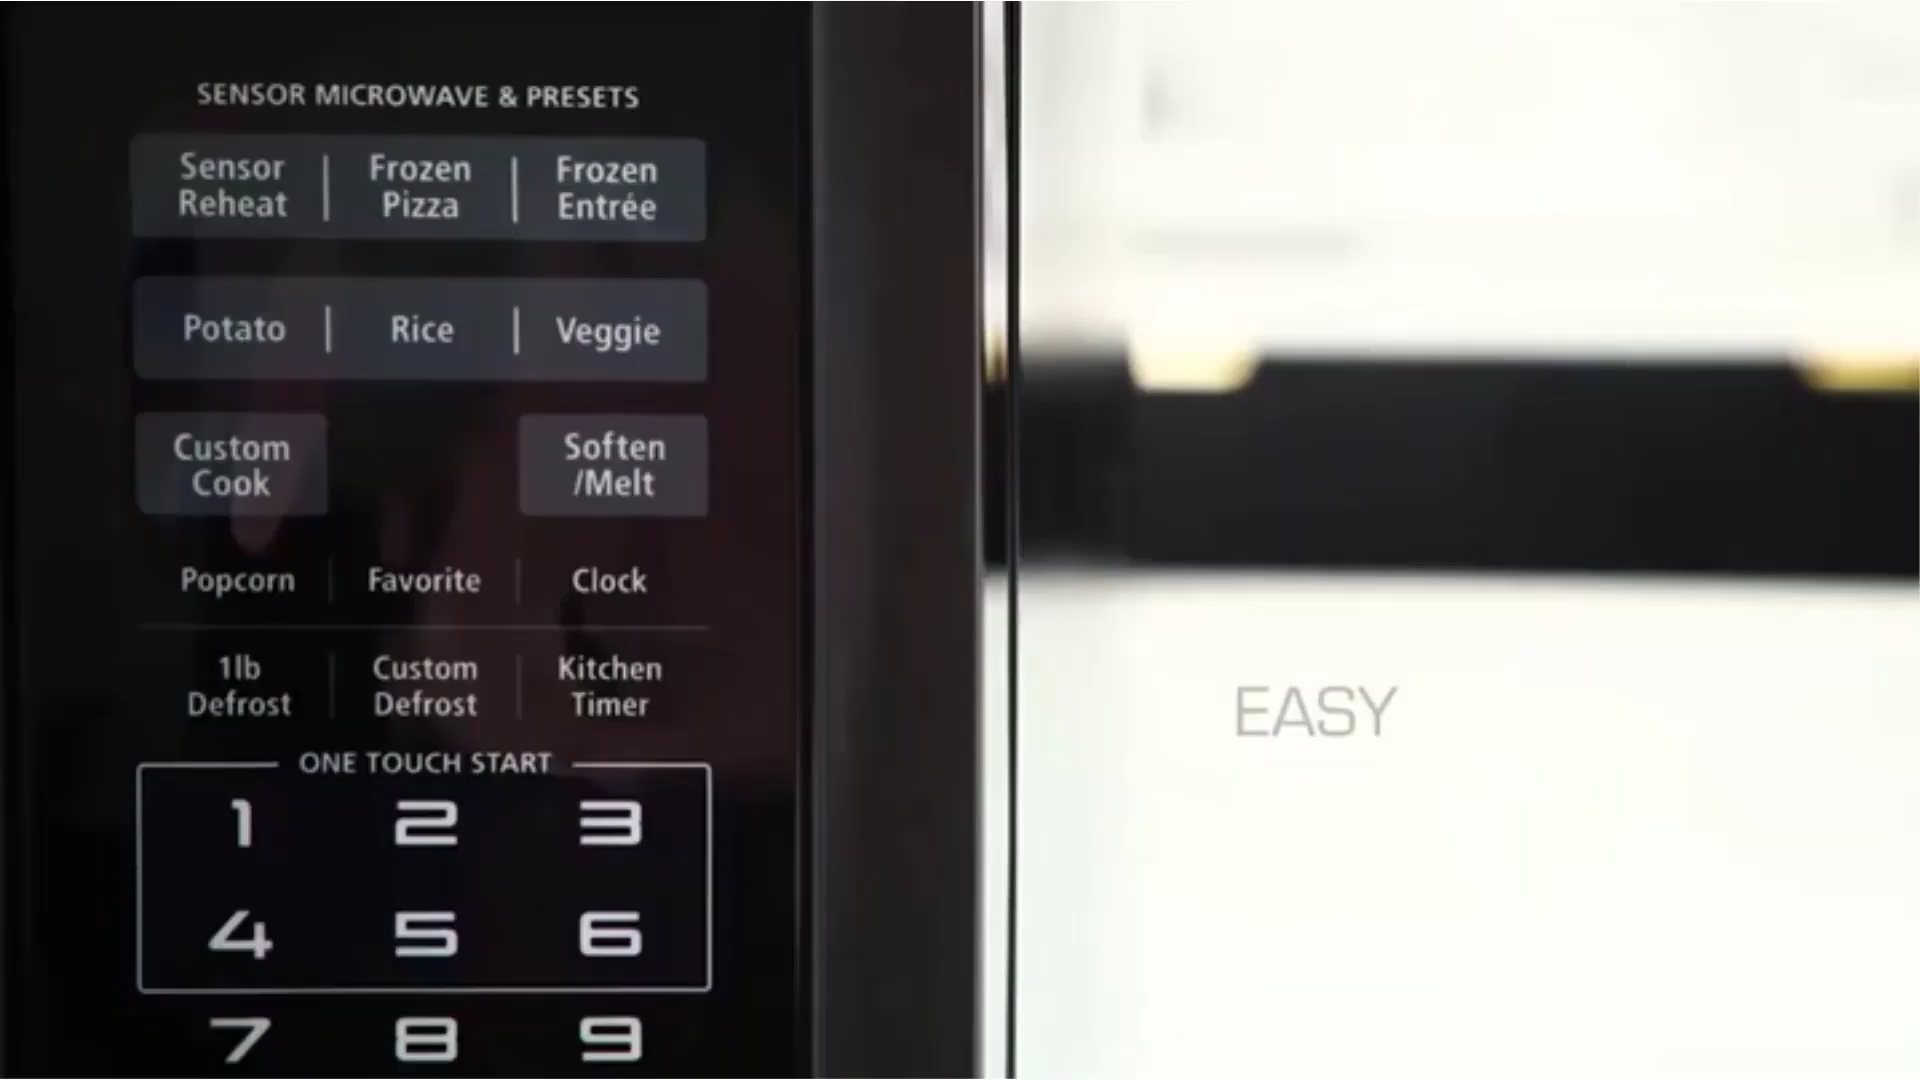 SENSOR MICROWAVE & PRESETS
Sensor Reheat | Frozen Pizza | Frozen Entrée
Potato | Rice | Veggie
Custom Cook
Soften /Melt
Popcorn Favorite Clock
1lb Defrost Custom Defrost Kitchen Timer
ONE TOUCH START
1 2 3
4 5 6
7 8 9
EASY